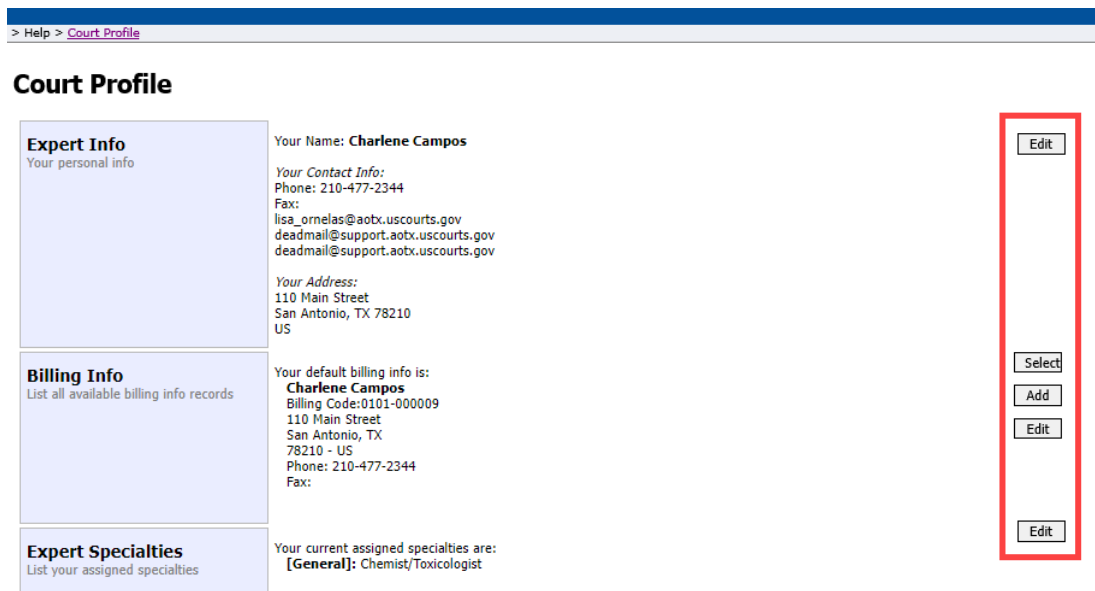 > Help > Court Profile
Court Profile
Expert Info
Your personal info
Your Name: Charlene Campos
Your Contact Info:
Phone: 210-477-2344
Fax:
lisa_ornelas@aotx.uscourts.gov
deadmail@support.aotx.uscourts.gov
deadmail@support.aotx.uscourts.gov
Your Address:
110 Main Street
San Antonio, TX 78210
US
Edit
Billing Info
List all available billing info records
Your default billing info is:
Charlene Campos
Billing Code:0101-000009
110 Main Street
San Antonio, TX
78210 - US
Phone: 210-477-2344
Fax:
Select
Add
Edit
Expert Specialties
List your assigned specialties
Your current assigned specialties are:
[General]: Chemist/Toxicologist
Edit